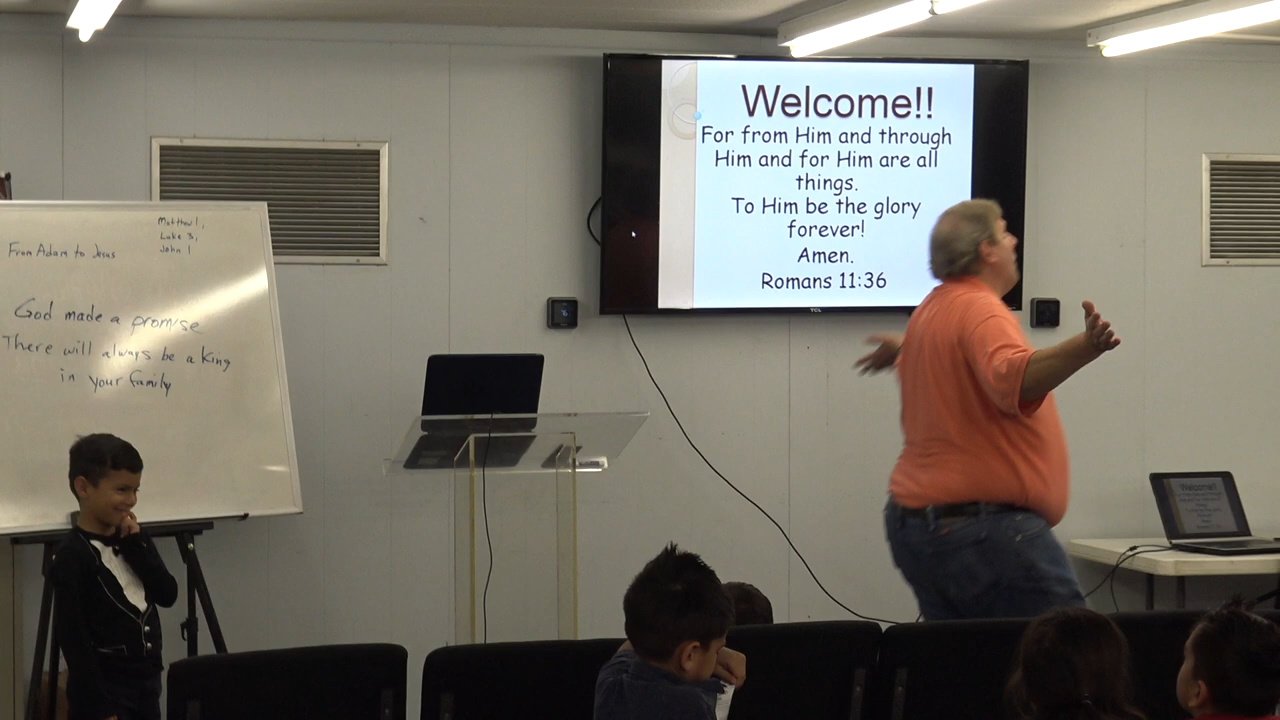 Matthew 1,
Luke 3,
John 1
From Adam to Jesus
God made a promise
There will always be a King
in your family
Welcome!!
For from Him and through
Him and for Him are all
things.
To Him be the glory
forever!
Amen.
Romans 11:36
TCL
Welcome!!